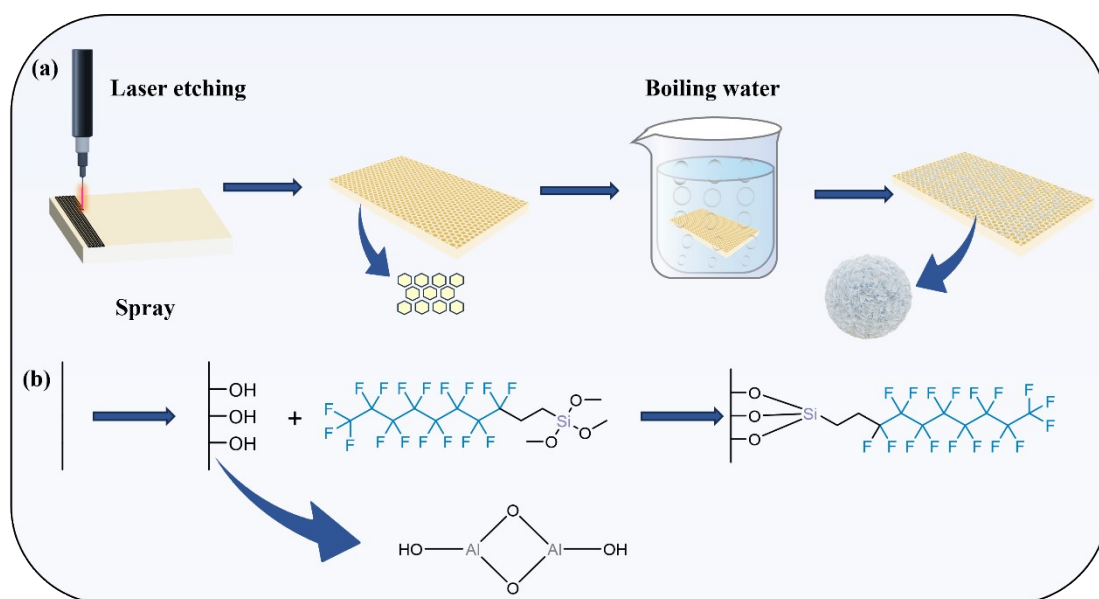 (a)
Laser etching
Boiling water
Spray
(b)
OH
OH
OH
+
F F F F F F F F
F
F
F
F F F F F F
Si
O
O
O
O
O
O
Si
F F F F F F
F
F
F
F F F F F F F F
O
HO Al Al OH
O